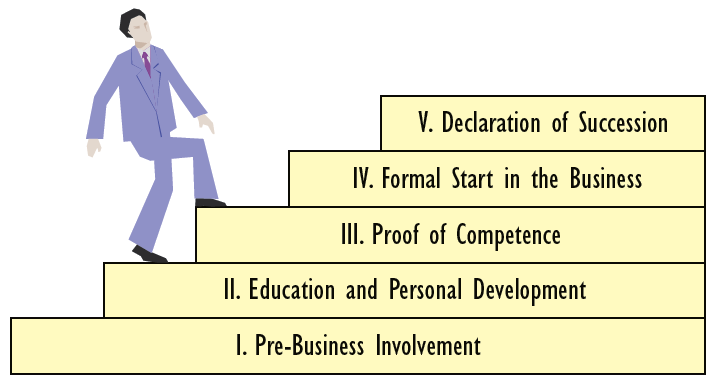 V. Declaration of Succession
IV. Formal Start in the Business
III. Proof of Competence
II. Education and Personal Development
I. Pre-Business Involvement